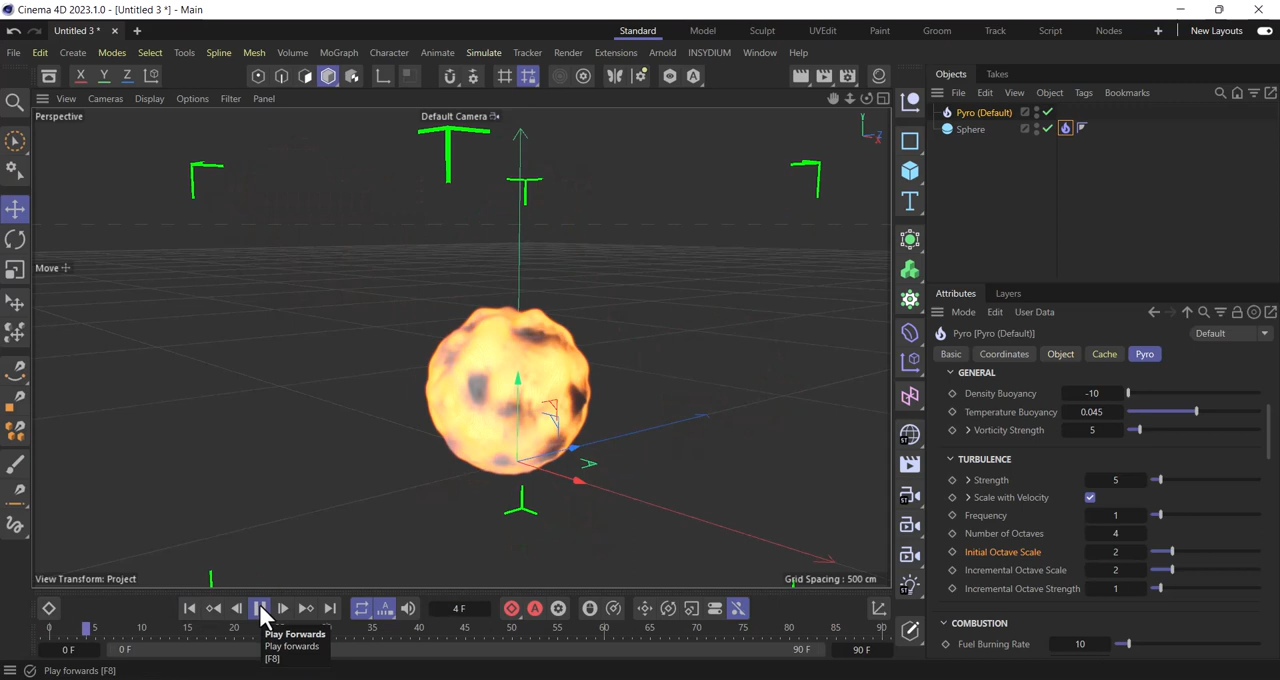 Cinema 4D 2023.1.0 - [Untitled 3 *] - Main
Untitled 3 *
Standard Model Sculpt UVEdit Paint Groom Track Script Nodes New Layouts
File Edit Create Modes Select Tools Spline Mesh Volume MoGraph Character Animate Simulate Tracker Render Extensions Arnold INSYDIUM Window Help
X Y Z
Objects Takes
View Cameras Display Options Filter Panel
File Edit View Object Tags Bookmarks
Perspective
Default Camera
Y
Z
X
Pyro (Default)
Sphere
Move
Attributes Layers
Mode Edit User Data
Pyro [Pyro (Default)]
Default
Basic Coordinates Object Cache Pyro
GENERAL
Density Buoyancy -10
Temperature Buoyancy 0.045
Vorticity Strength 5
TURBULENCE
Strength 5
Scale with Velocity
Frequency 1
Number of Octaves 4
Initial Octave Scale 2
Incremental Octave Scale 2
Incremental Octave Strength 1
COMBUSTION
Fuel Burning Rate 10
View Transform: Project
Grid Spacing : 500 cm
4 F
0 5 10 15 20 35 40 45 50 55 60 65 70 75 80 85 90
Play Forwards
Play forwards
[F8]
0 F 0 F 90 F 90 F
Play forwards [F8]